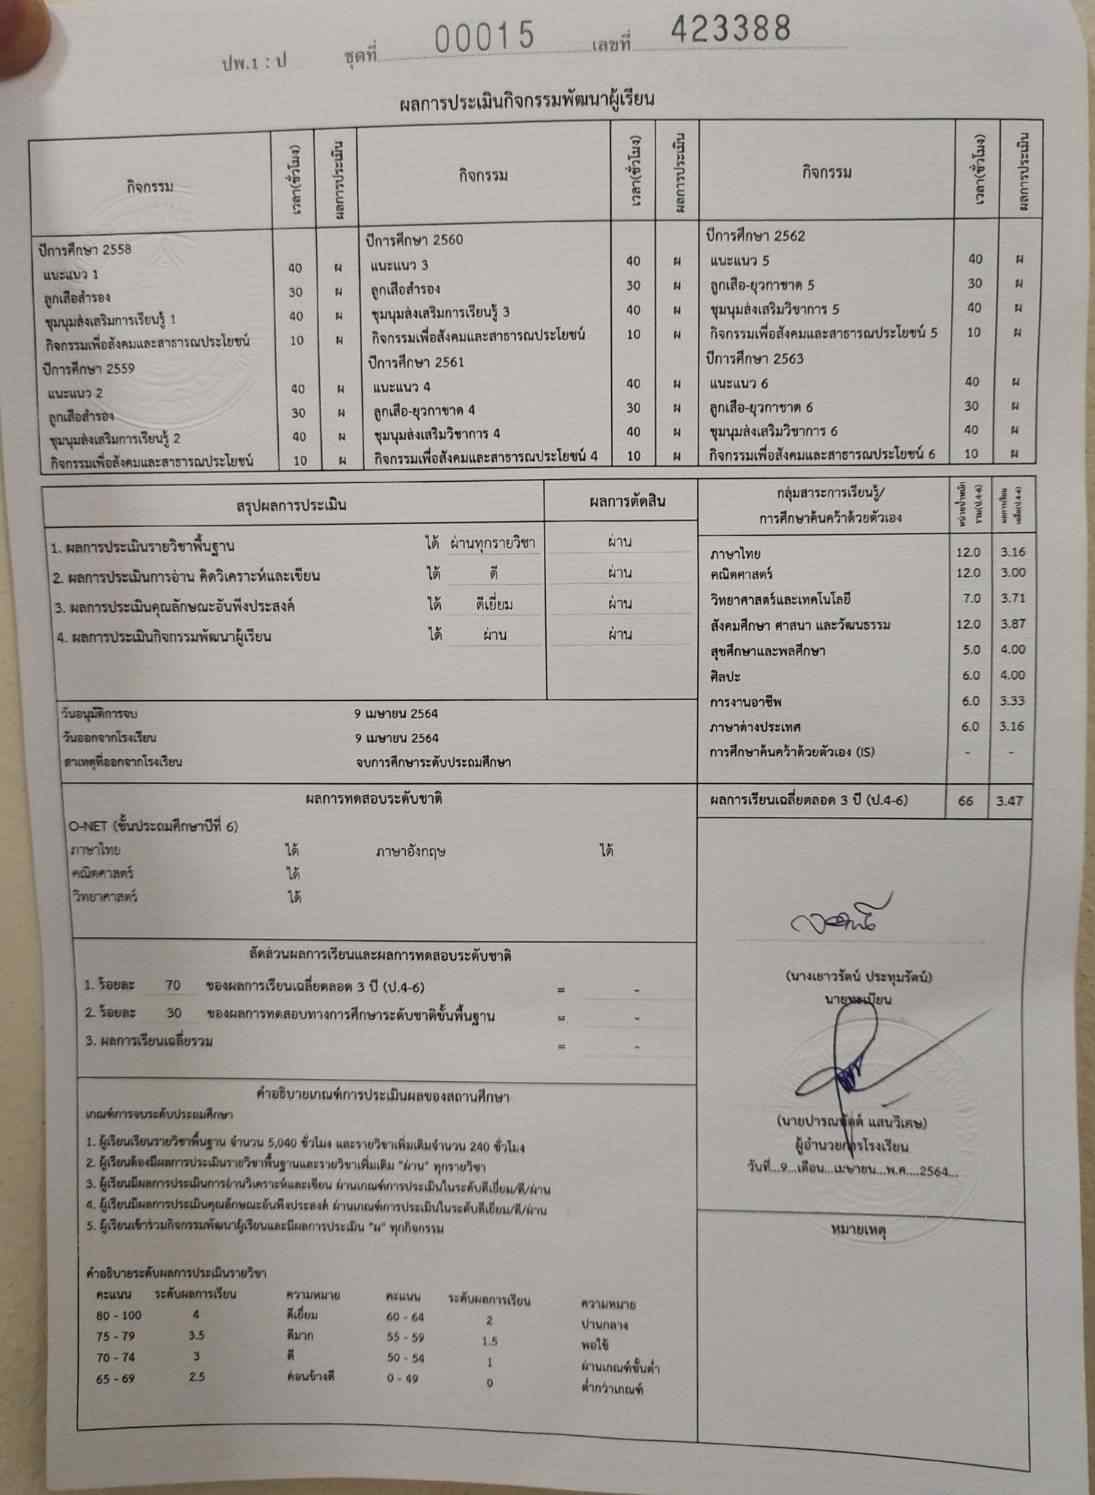 ปพ.1 : ป ชุดที่ 00015 เลขที่ 423388
ผลการประเมินกิจกรรมพัฒนาผู้เรียน
กิจกรรม เวลา(ชั่วโมง) ผลการประเมิน กิจกรรม เวลา(ชั่วโมง) ผลการประเมิน กิจกรรม เวลา(ชั่วโมง) ผลการประเมิน
ปีการศึกษา 2558 ปีการศึกษา 2560 ปีการศึกษา 2562
แนะแนว 1 40 ผ แนะแนว 3 40 ผ แนะแนว 5 40 ผ
ลูกเสือสำรอง 30 ผ ลูกเสือสำรอง 30 ผ ลูกเสือ-ยุวกาชาด 5 30 ผ
ชุมนุมส่งเสริมการเรียนรู้ 1 40 ผ ชุมนุมส่งเสริมการเรียนรู้ 3 40 ผ ชุมนุมส่งเสริมวิชาการ 5 40 ผ
กิจกรรมเพื่อสังคมและสาธารณประโยชน์ 10 ผ กิจกรรมเพื่อสังคมและสาธารณประโยชน์ 10 ผ กิจกรรมเพื่อสังคมและสาธารณประโยชน์ 5 10 ผ
ปีการศึกษา 2559 ปีการศึกษา 2561 ปีการศึกษา 2563
แนะแนว 2 40 ผ แนะแนว 4 40 ผ แนะแนว 6 40 ผ
ลูกเสือสำรอง 30 ผ ลูกเสือ-ยุวกาชาด 4 30 ผ ลูกเสือ-ยุวกาชาด 6 30 ผ
ชุมนุมส่งเสริมการเรียนรู้ 2 40 ผ ชุมนุมส่งเสริมวิชาการ 4 40 ผ ชุมนุมส่งเสริมวิชาการ 6 40 ผ
กิจกรรมเพื่อสังคมและสาธารณประโยชน์ 10 ผ กิจกรรมเพื่อสังคมและสาธารณประโยชน์ 4 10 ผ กิจกรรมเพื่อสังคมและสาธารณประโยชน์ 6 10 ผ
สรุปผลการประเมิน ผลการตัดสิน
1. ผลการประเมินรายวิชาพื้นฐาน ได้ ผ่านทุกรายวิชา ผ่าน
2. ผลการประเมินการอ่าน คิดวิเคราะห์และเขียน ได้ ดี ผ่าน
3. ผลการประเมินคุณลักษณะอันพึงประสงค์ ได้ ดีเยี่ยม ผ่าน
4. ผลการประเมินกิจกรรมพัฒนาผู้เรียน ได้ ผ่าน ผ่าน
วันอนุมัติการจบ 9 เมษายน 2564
วันออกจากโรงเรียน 9 เมษายน 2564
สาเหตุที่ออกจากโรงเรียน จบการศึกษาระดับประถมศึกษา
กลุ่มสาระการเรียนรู้/
การศึกษาค้นคว้าด้วยตัวเอง
ภาษาไทย 12.0 3.16
คณิตศาสตร์ 12.0 3.00
วิทยาศาสตร์และเทคโนโลยี 7.0 3.71
สังคมศึกษา ศาสนา และวัฒนธรรม 12.0 3.87
สุขศึกษาและพลศึกษา 5.0 4.00
ศิลปะ 6.0 4.00
การงานอาชีพ 6.0 3.33
ภาษาต่างประเทศ 6.0 3.16
การศึกษาค้นคว้าด้วยตัวเอง (IS) - -
ผลการเรียนเฉลี่ยตลอด 3 ปี (ป.4-6) 66 3.47
ผลการทดสอบระดับชาติ
O-NET (ชั้นประถมศึกษาปีที่ 6)
ภาษาไทย ได้ ภาษาอังกฤษ ได้
คณิตศาสตร์ ได้
วิทยาศาสตร์ ได้
สัดส่วนผลการเรียนและผลการทดสอบระดับชาติ
1. ร้อยละ 70 ของผลการเรียนเฉลี่ยตลอด 3 ปี (ป.4-6) = -
2. ร้อยละ 30 ของผลการทดสอบทางการศึกษาระดับชาติขั้นพื้นฐาน = -
3. ผลการเรียนเฉลี่ยรวม = -
(นางเยาวรัตน์ ประทุมรัตน์)
นายทะเบียน
แสนวิเศษ)
ผู้อำนวยการโรงเรียน
วันที่...9...เดือน...เมษายน...พ.ศ....2564...
หมายเหตุ
คำอธิบายเกณฑ์การประเมินผลของสถานศึกษา
เกณฑ์การจบระดับประถมศึกษา
1. ผู้เรียนเรียนรายวิชาพื้นฐาน จำนวน 5,040 ชั่วโมง และรายวิชาเพิ่มเติมจำนวน 240 ชั่วโมง
2. ผู้เรียนต้องมีผลการประเมินรายวิชาพื้นฐานและรายวิชาเพิ่มเติม "ผ่าน" ทุกรายวิชา
3. ผู้เรียนมีผลการประเมินการอ่านวิเคราะห์และเขียน ผ่านเกณฑ์การประเมินในระดับดีเยี่ยม/ดี/ผ่าน
4. ผู้เรียนมีผลการประเมินคุณลักษณะอันพึงประสงค์ ผ่านเกณฑ์การประเมินในระดับดีเยี่ยม/ดี/ผ่าน
5. ผู้เรียนเข้าร่วมกิจกรรมพัฒนาผู้เรียนและมีผลการประเมิน "ผ" ทุกกิจกรรม
คำอธิบายระดับผลการประเมินรายวิชา
คะแนน ระดับผลการเรียน ความหมาย คะแนน ระดับผลการเรียน ความหมาย
80 - 100 4 ดีเยี่ยม 60 - 64 2 ปานกลาง
75 - 79 3.5 ดีมาก 55 - 59 1.5 พอใช้
70 - 74 3 ดี 50 - 54 1 ผ่านเกณฑ์ขั้นต่ำ
65 - 69 2.5 ค่อนข้างดี 0 - 49 0 ต่ำกว่าเกณฑ์